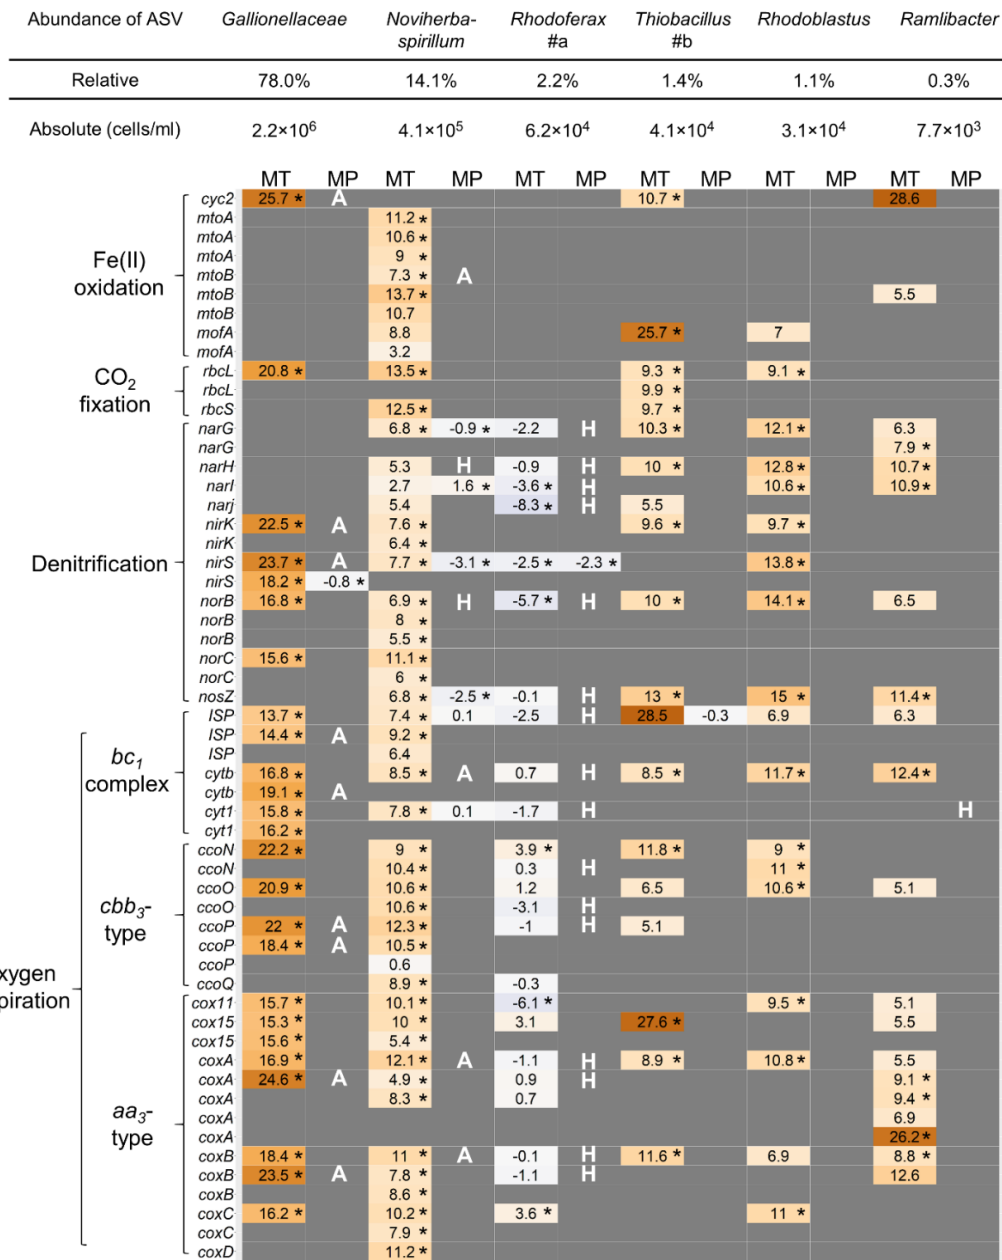 Abundance of ASV Gallionellaceae Noviherba- Rhodoferax Thiobacillus Rhodoblastus Ramlibacter
spirillum #a #b
Relative 78.0% 14.1% 2.2% 1.4% 1.1% 0.3%
Absolute (cells/ml) 2.2×10⁶ 4.1×10⁵ 6.2×10⁴ 4.1×10⁴ 3.1×10⁴ 7.7×10³
MT MP MT MP MT MP MT MP MT MP MT MP
Fe(II) oxidation
cyc2 25.7 * A 10.7 * 28.6
mtoA 11.2 *
mtoA 10.6 *
mtoA 9 *
mtoB 7.3 * A
mtoB 13.7 * 5.5
mtoB 10.7
mofA 8.8 25.7 * 7
mofA 3.2
CO₂ fixation
rbcL 20.8 * 13.5 * 9.3 * 9.1 *
rbcL 9.9 *
rbcS 12.5 * 9.7 *
Denitrification
narG 6.8 * -0.9 * -2.2 H 10.3 * 12.1 * 6.3
narG 7.9 *
narH 5.3 H -0.9 H 10 * 12.8 * 10.7 *
narI 2.7 1.6 * -3.6 * H 10.6 * 10.9 *
narj 5.4 -8.3 * H 5.5
nirK 22.5 * A 7.6 * 9.6 * 9.7 *
nirK 6.4 *
nirS 23.7 * A 7.7 * -3.1 * -2.5 * -2.3 * 13.8 *
nirS 18.2 * -0.8 *
norB 16.8 * 6.9 * H -5.7 * H 10 * 14.1 * 6.5
norB 8 *
norB 5.5 *
norC 15.6 * 11.1 *
norC 6 *
nosZ 6.8 * -2.5 * -0.1 H 13 * 15 * 11.4 *
xygen
piration
bc₁
complex
ISP 13.7 * 7.4 * 0.1 -2.5 H 28.5 -0.3 6.9 6.3
ISP 14.4 * A 9.2 *
ISP 6.4
cytb 16.8 * 8.5 * A 0.7 H 8.5 * 11.7 * 12.4 *
cytb 19.1 * A
cyt1 15.8 * 7.8 * 0.1 -1.7 H H
cyt1 16.2 *
cbb₃-
type
ccoN 22.2 * 9 * 3.9 * 11.8 * 9 *
ccoN 10.4 * 0.3 11 *
ccoO 20.9 * 10.6 * 1.2 6.5 10.6 * 5.1
ccoO 10.6 * -3.1 H
ccoP 22 * A 12.3 * -1 H 5.1
ccoP 18.4 * A 10.5 *
ccoP 0.6
ccoQ 8.9 * -0.3
aa₃-
type
cox11 15.7 * 10.1 * -6.1 * 9.5 * 5.1
cox15 15.3 * 10 * 3.1 27.6 * 5.5
cox15 15.6 * 5.4 *
coxA 16.9 * 12.1 * A -1.1 H 8.9 * 10.8 * 5.5
coxA 24.6 * A 4.9 * 0.9 H 9.1 *
coxA 8.3 * 0.7 9.4 *
coxA 6.9
coxA 26.2 *
coxB 18.4 * 11 * A -0.1 H 11.6 * 6.9 8.8 *
coxB 23.5 * A 7.8 * -1.1 H 12.6
coxB 8.6 *
coxC 16.2 * 10.2 * 3.6 * 11 *
coxC 7.9 *
coxD 11.2 *